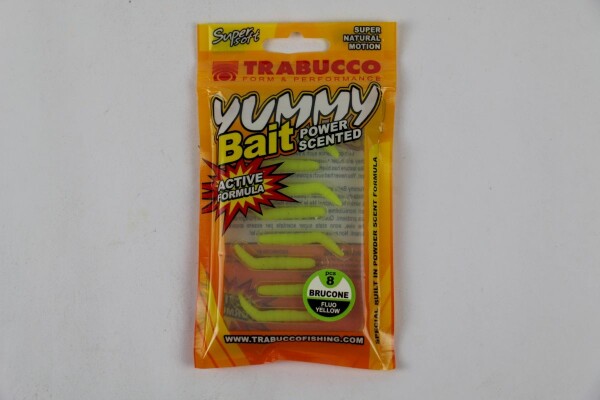 Super soft
SUPER
NATURAL
MOTION
TRABUCCO
FORM & PERFORMANCE
YUMMY
Bait
POWER
SCENTED
ACTIVE
FORMULA
SPECIAL BUILT IN POWDER SCENT FORMULA
pcs
8
BRUCONE
FLUO
YELLOW
WWW.TRABUCCOFISHING.COM